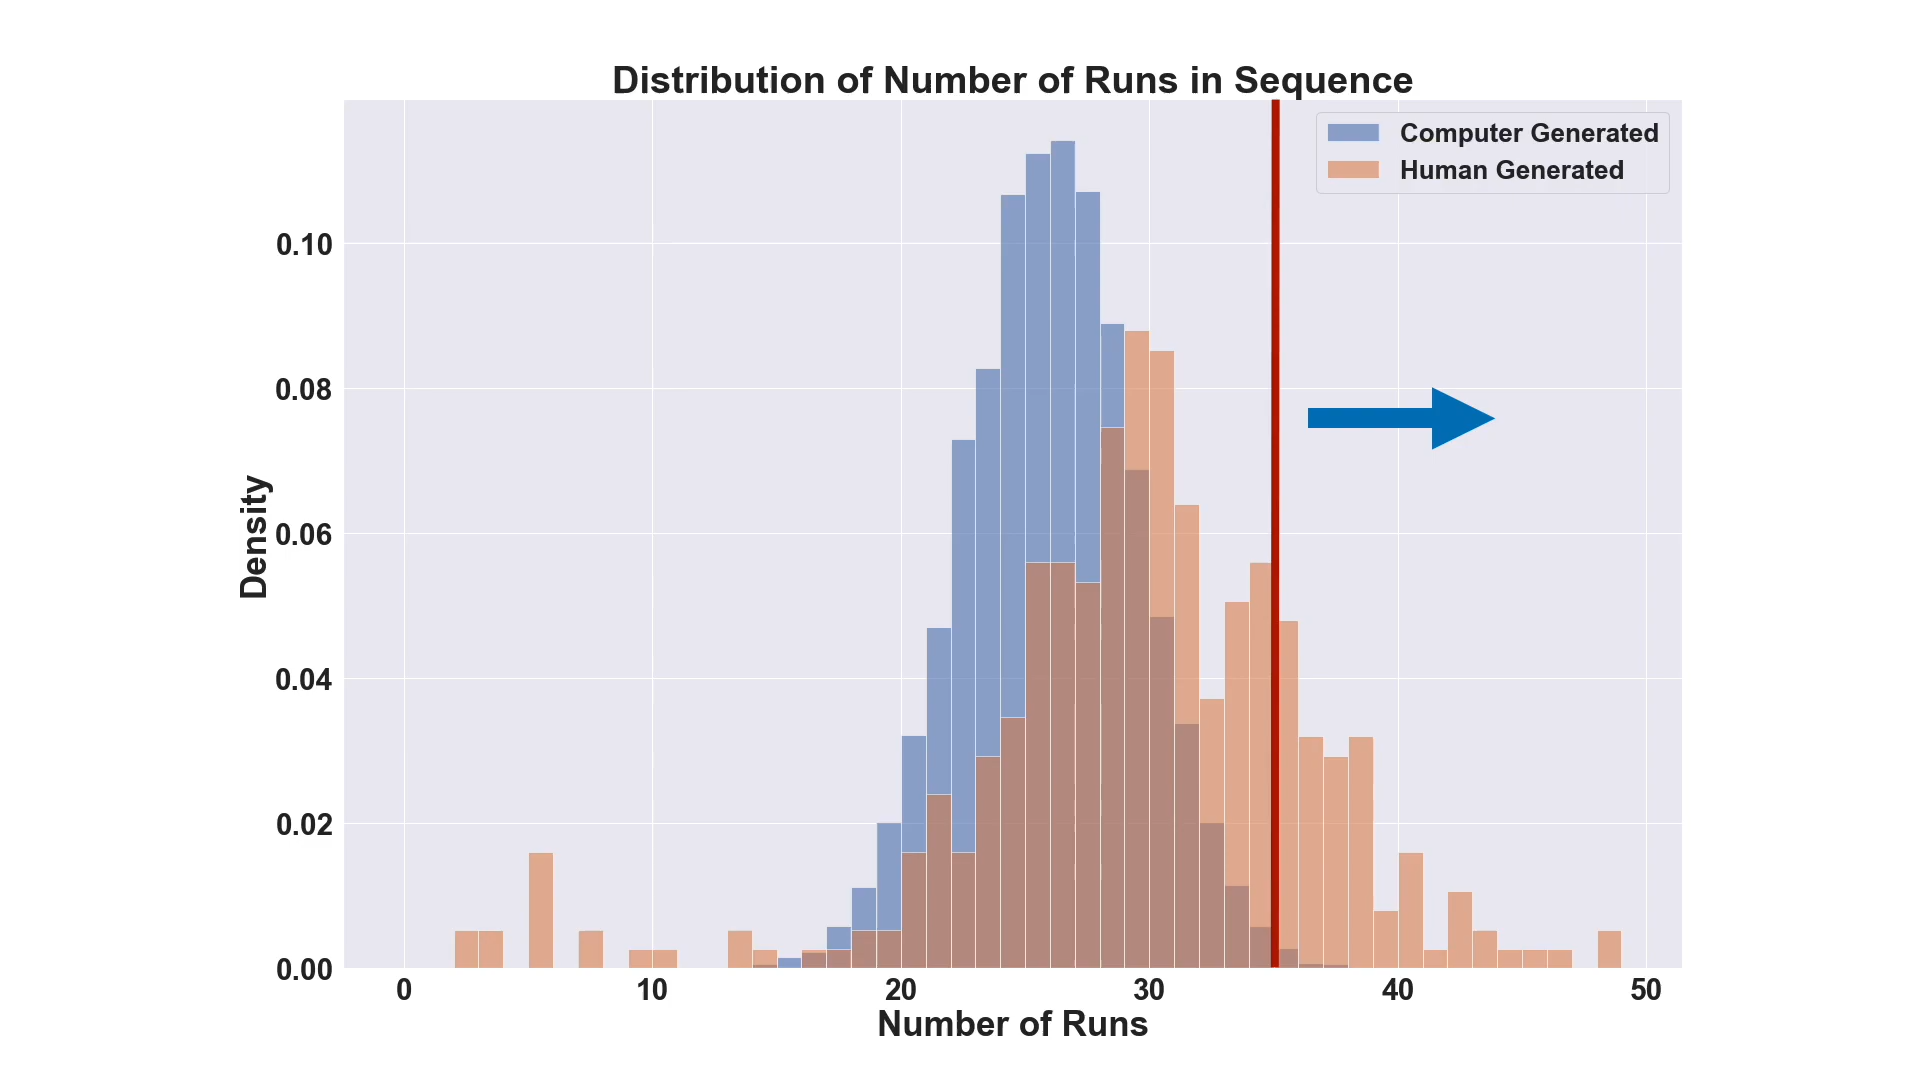 Distribution of Number of Runs in Sequence
Computer Generated
Human Generated
0.10
0.08
0.06
0.04
0.02
0.00
Density
0 10 20 30 40 50
Number of Runs